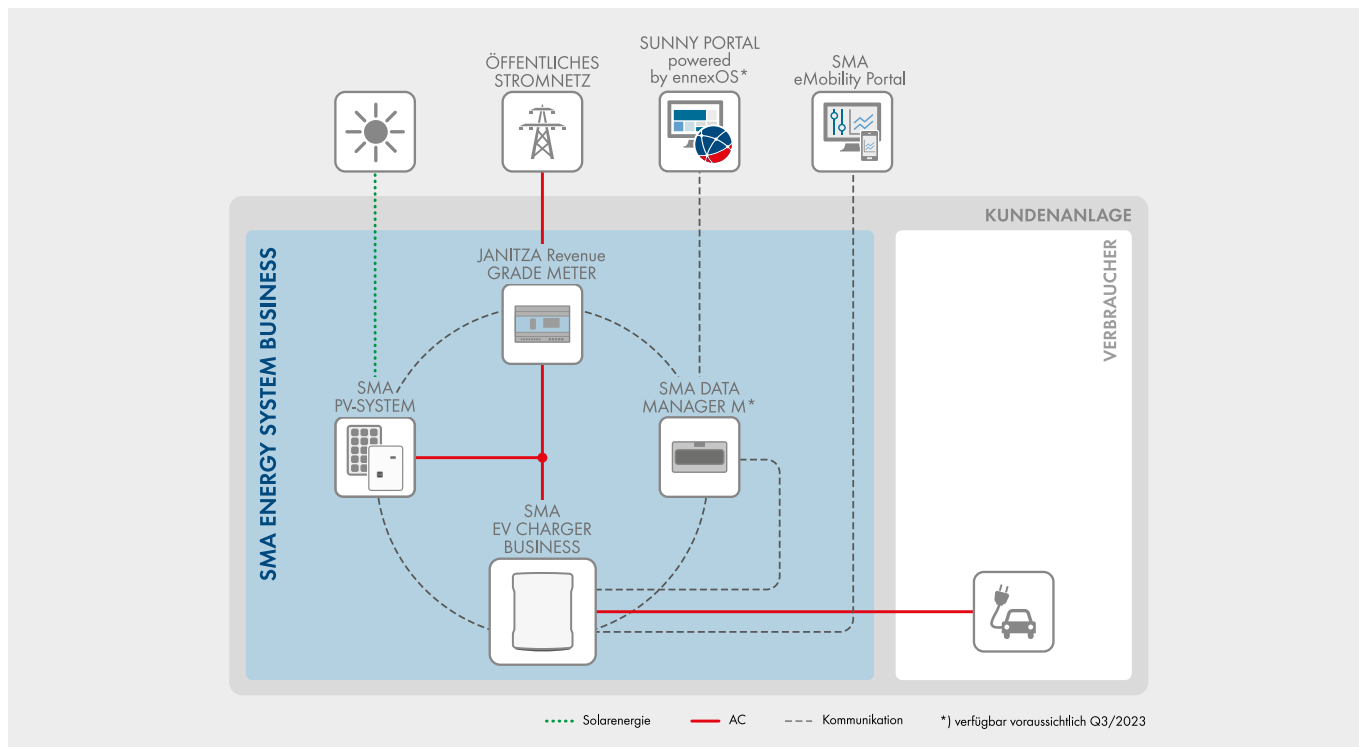 ÖFFENTLICHES
STROMNETZ
SUNNY PORTAL
powered
by ennexOS*
SMA
eMobility Portal
KUNDENANLAGE
SMA ENERGY SYSTEM BUSINESS
VERBRAUCHER
JANITZA Revenue
GRADE METER
SMA
PV-SYSTEM
SMA DATA
MANAGER M*
SMA
EV CHARGER
BUSINESS
Solarenergie
AC
Kommunikation
*) verfügbar voraussichtlich Q3/2023